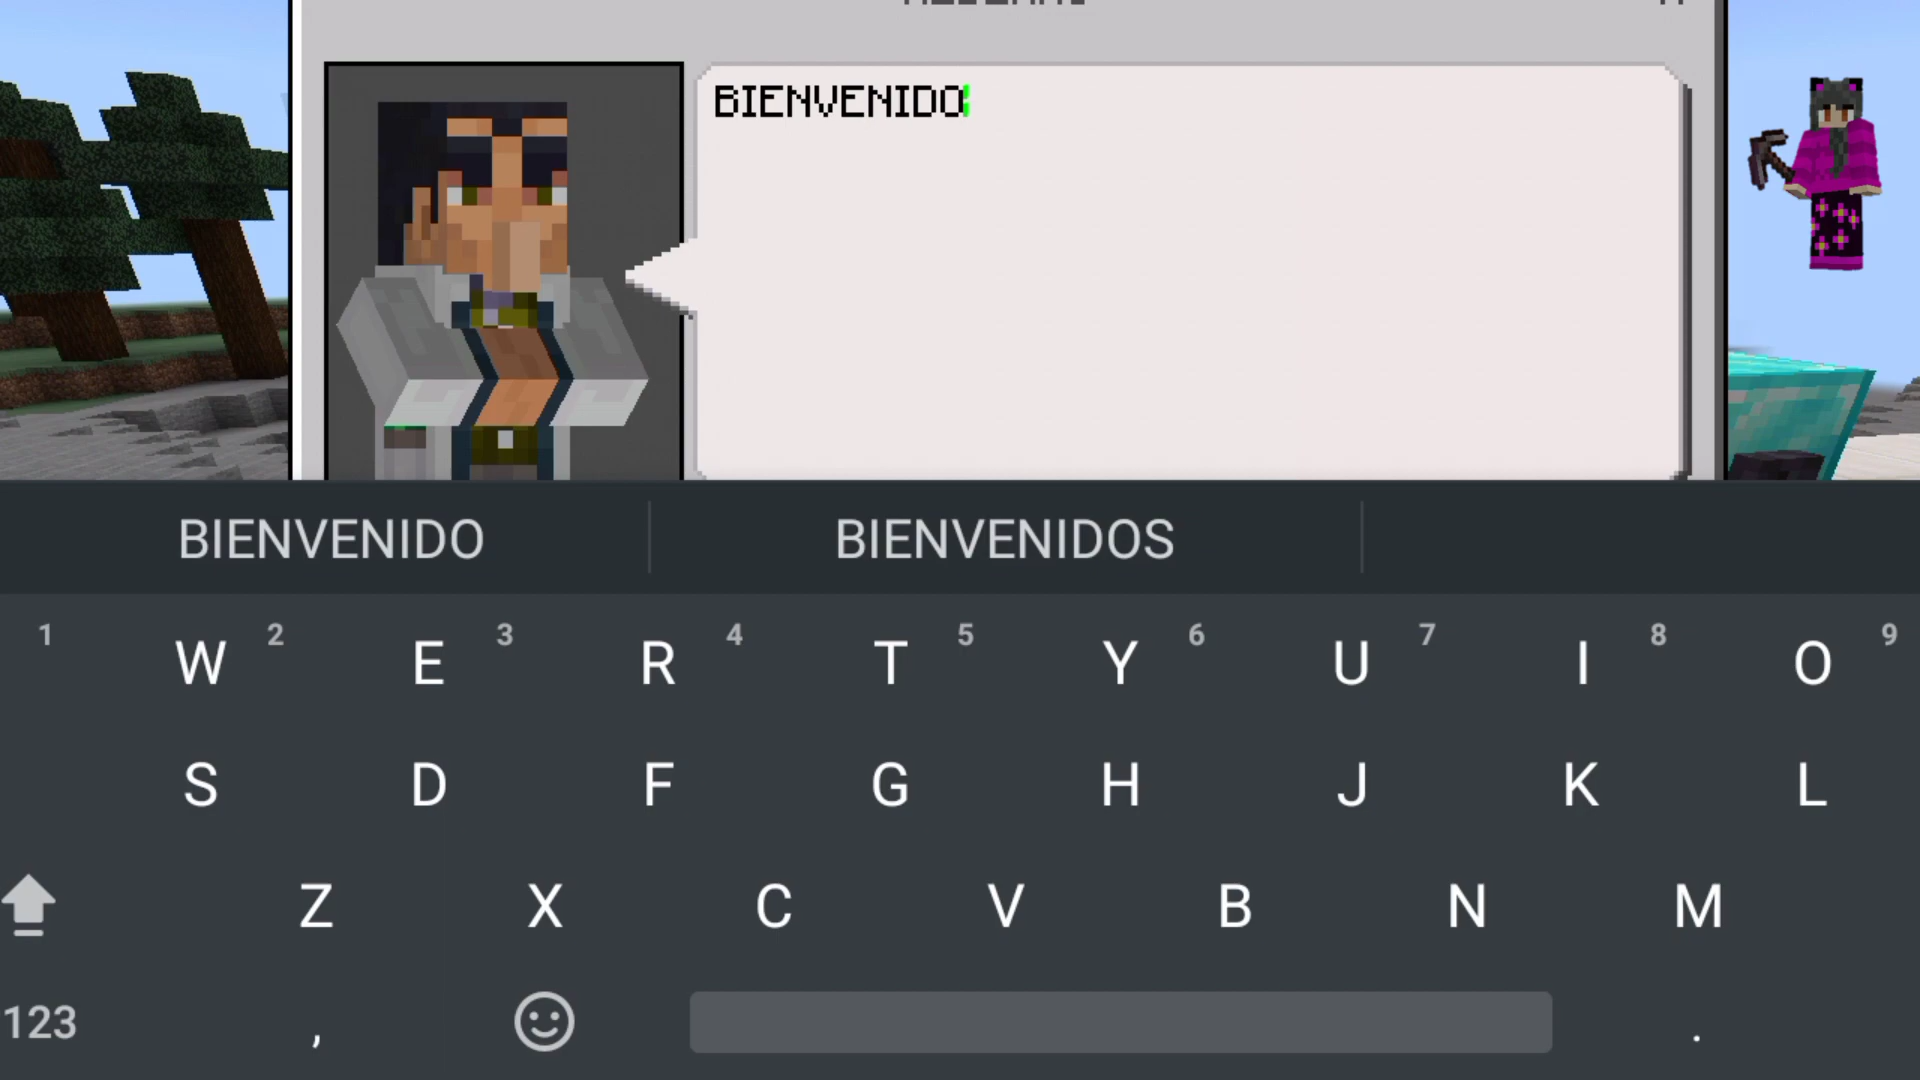 BIENVENIDO
BIENVENIDO BIENVENIDOS
1 2 3 4 5 6 7 8 9
W E R T Y U I O
S D F G H J K L
Z X C V B N M
123 , .